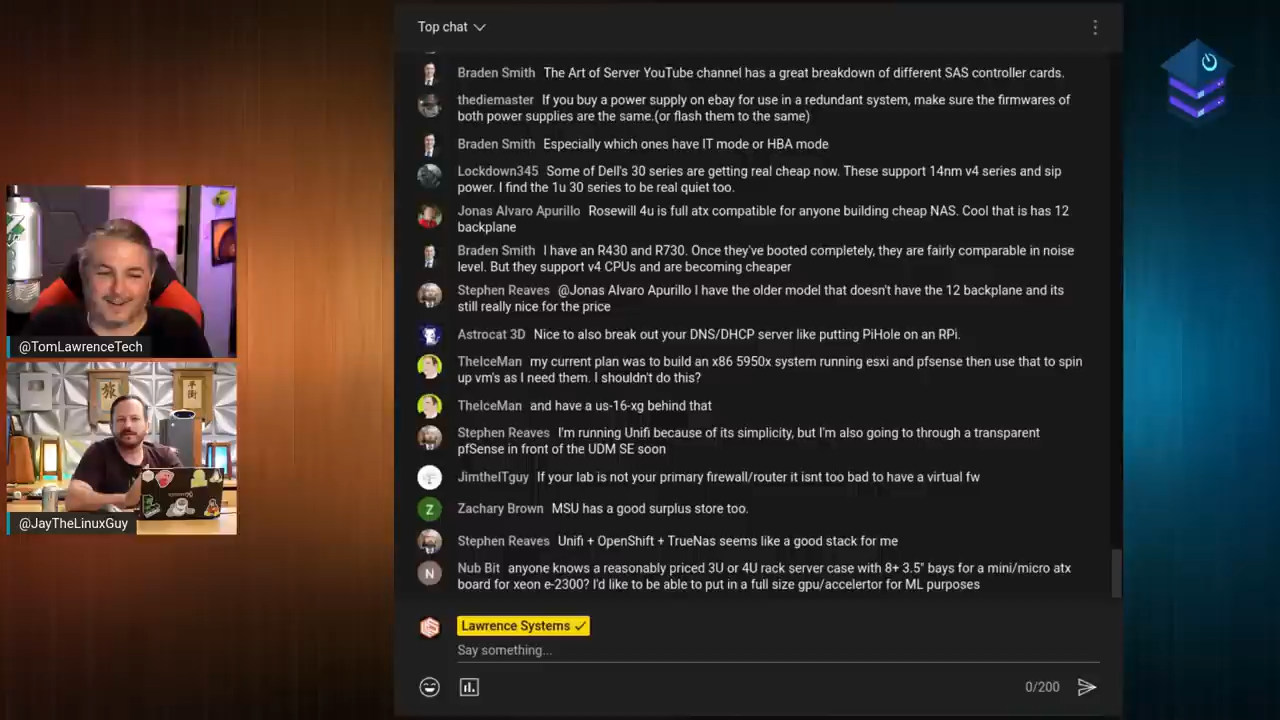 Top chat
Braden Smith The Art of Server YouTube channel has a great breakdown of different SAS controller cards.
thediemaster If you buy a power supply on ebay for use in a redundant system, make sure the firmwares of
both power supplies are the same.(or flash them to the same)
Braden Smith Especially which ones have IT mode or HBA mode
Lockdown345 Some of Dell's 30 series are getting real cheap now. These support 14nm v4 series and sip
power. I find the 1u 30 series to be real quiet too.
Jonas Alvaro Apurillo Rosewill 4u is full atx compatible for anyone building cheap NAS. Cool that is has 12
backplane
Braden Smith I have an R430 and R730. Once they've booted completely, they are fairly comparable in noise
level. But they support v4 CPUs and are becoming cheaper
Stephen Reaves @Jonas Alvaro Apurillo I have the older model that doesn't have the 12 backplane and its
still really nice for the price
Astrocat 3D Nice to also break out your DNS/DHCP server like putting PiHole on an RPi.
TheIceMan my current plan was to build an x86 5950x system running esxi and pfsense then use that to spin
up vm's as I need them. I shouldn't do this?
TheIceMan and have a us-16-xg behind that
Stephen Reaves I'm running Unifi because of its simplicity, but I'm also going to through a transparent
pfSense in front of the UDM SE soon
JimtheITguy If your lab is not your primary firewall/router it isnt too bad to have a virtual fw
Z
Zachary Brown MSU has a good surplus store too.
Stephen Reaves Unifi + OpenShift + TrueNas seems like a good stack for me
N
Nub Bit anyone knows a reasonably priced 3U or 4U rack server case with 8+ 3.5" bays for a mini/micro atx
board for xeon e-2300? I'd like to be able to put in a full size gpu/accelertor for ML purposes
Lawrence Systems
Say something...
0/200
@TomLawrenceTech
旅
平
衡
@JayTheLinuxGuy